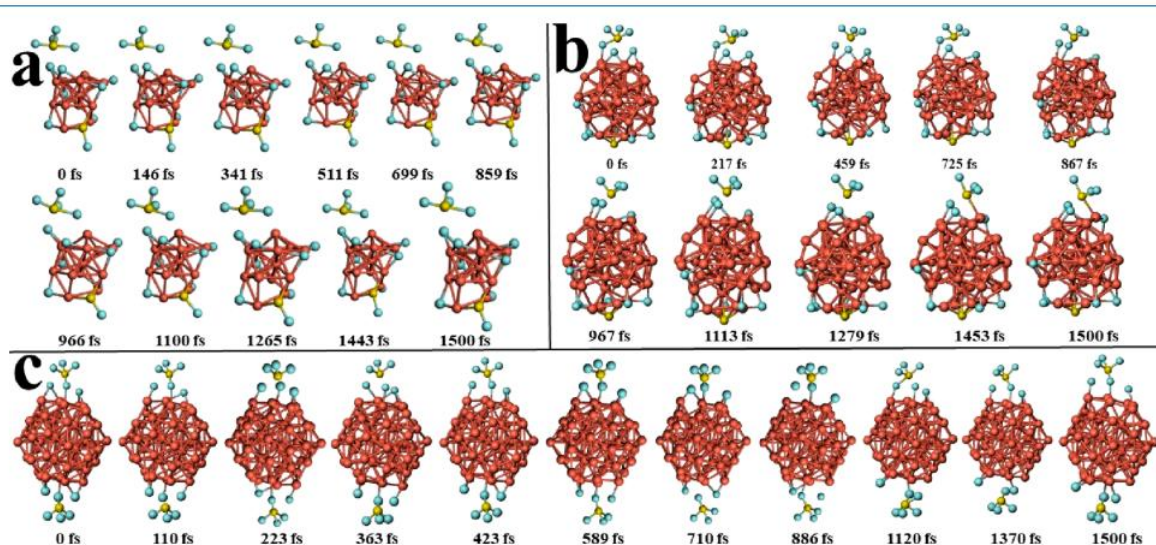 a
0 fs 146 fs 341 fs 511 fs 699 fs 859 fs
966 fs 1100 fs 1265 fs 1443 fs 1500 fs
b
0 fs 217 fs 459 fs 725 fs 867 fs
967 fs 1113 fs 1279 fs 1453 fs 1500 fs
c
0 fs 110 fs 223 fs 363 fs 423 fs 589 fs 710 fs 886 fs 1120 fs 1370 fs 1500 fs